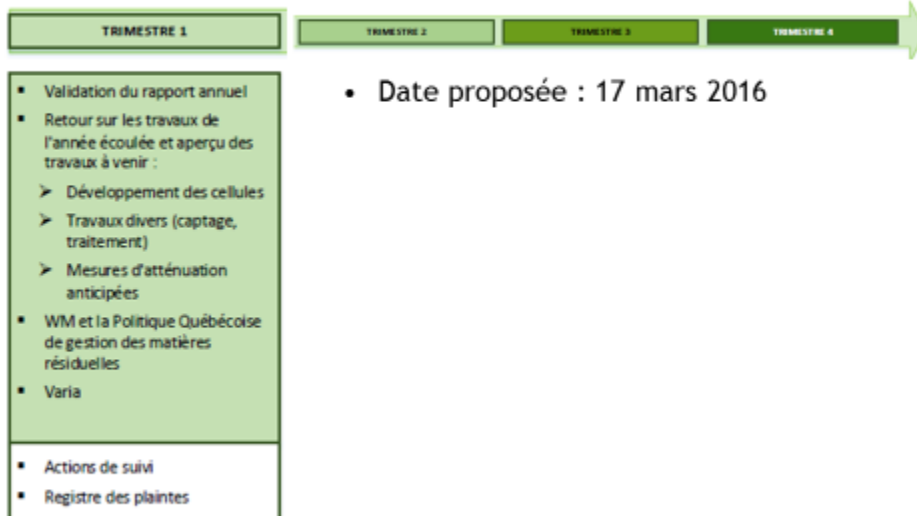 TRIMESTRE 1
TRIMESTRE 2
TRIMESTRE 3
TRIMESTRE 4
▪ Validation du rapport annuel
▪ Retour sur les travaux de
l'année écoulée et aperçu des
travaux à venir :
➢ Développement des cellules
➢ Travaux divers (captage,
traitement)
➢ Mesures d'atténuation
anticipées
▪ WM et la Politique Québécoise
de gestion des matières
résiduelles
▪ Varia
▪ Actions de suivi
▪ Registre des plaintes
• Date proposée : 17 mars 2016